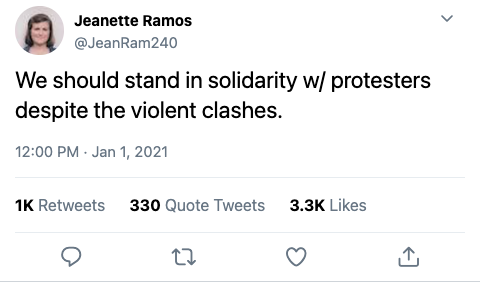 Jeanette Ramos
@JeanRam240
We should stand in solidarity w/ protesters
despite the violent clashes.
12:00 PM · Jan 1, 2021
1K Retweets 330 Quote Tweets 3.3K Likes